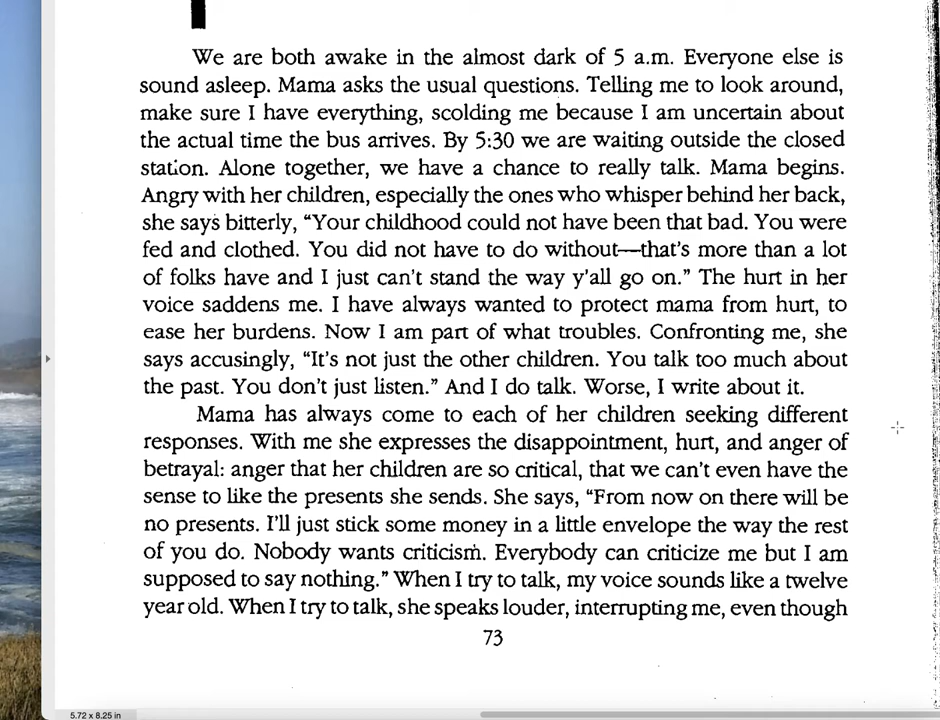 We are both awake in the almost dark of 5 a.m. Everyone else is
sound asleep. Mama asks the usual questions. Telling me to look around,
make sure I have everything, scolding me because I am uncertain about
the actual time the bus arrives. By 5:30 we are waiting outside the closed
station. Alone together, we have a chance to really talk. Mama begins.
Angry with her children, especially the ones who whisper behind her back,
she says bitterly, “Your childhood could not have been that bad. You were
fed and clothed. You did not have to do without—that’s more than a lot
of folks have and I just can’t stand the way y’all go on.” The hurt in her
voice saddens me. I have always wanted to protect mama from hurt, to
ease her burdens. Now I am part of what troubles. Confronting me, she
says accusingly, “It’s not just the other children. You talk too much about
the past. You don’t just listen.” And I do talk. Worse, I write about it.
Mama has always come to each of her children seeking different
responses. With me she expresses the disappointment, hurt, and anger of
betrayal: anger that her children are so critical, that we can’t even have the
sense to like the presents she sends. She says, “From now on there will be
no presents. I’ll just stick some money in a little envelope the way the rest
of you do. Nobody wants criticism. Everybody can criticize me but I am
supposed to say nothing.” When I try to talk, my voice sounds like a twelve
year old. When I try to talk, she speaks louder, interrupting me, even though
73
5.72 x 8.25 in